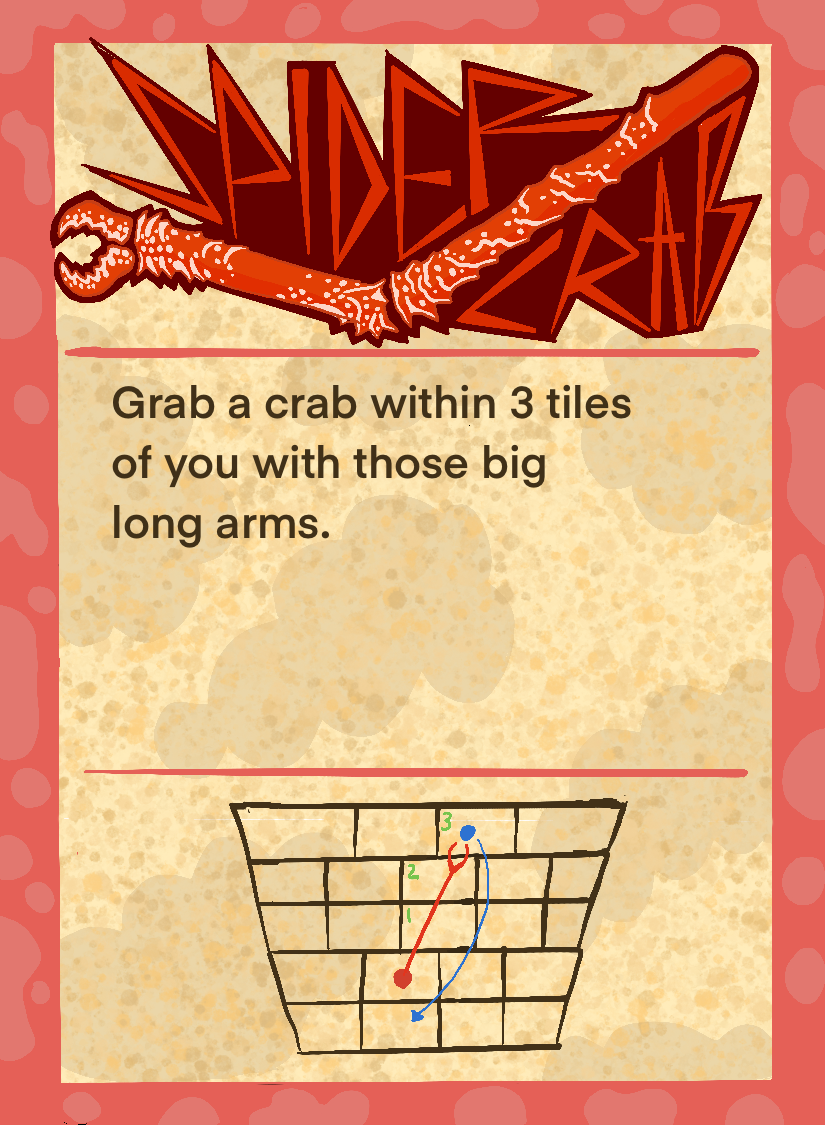 SPIDER
CRAB
Grab a crab within 3 tiles
of you with those big
long arms.
3
2
1